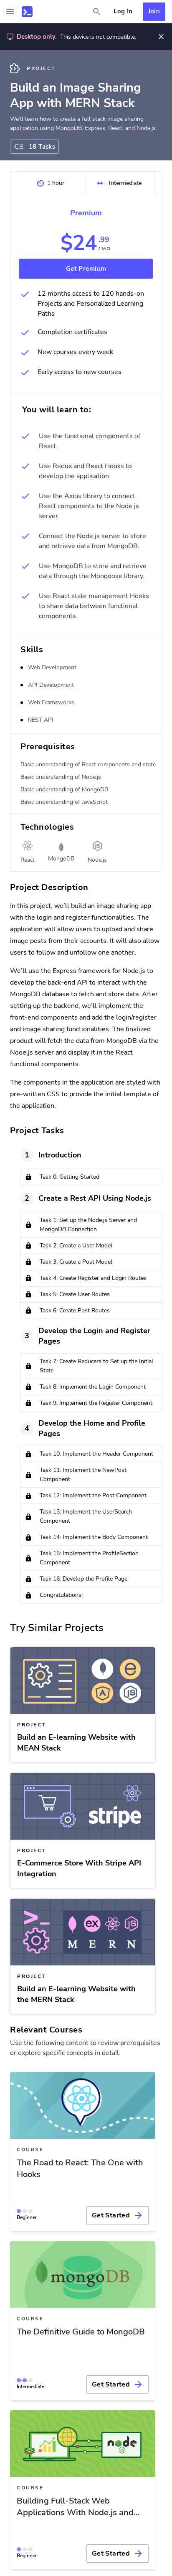 Log In
Join
Desktop only. This device is not compatible.
PROJECT
Build an Image Sharing
App with MERN Stack
We'll learn how to create a full stack image sharing
application using MongoDB, Express, React, and Node.js.
18 Tasks
1 hour
Intermediate
Premium
$24.99
/MO
Get Premium
12 months access to 120 hands-on
Projects and Personalized Learning
Paths
Completion certificates
New courses every week
Early access to new courses
You will learn to:
Use the functional components of
React.
Use Redux and React Hooks to
develop the application.
Use the Axios library to connect
React components to the Node.js
server.
Connect the Node.js server to store
and retrieve data from MongoDB.
Use MongoDB to store and retrieve
data through the Mongoose library.
Use React state management Hooks
to share data between functional
components.
Skills
Web Development
API Development
Web Frameworks
REST API
Prerequisites
Basic understanding of React components and state
Basic understanding of Node.js
Basic understanding of MongoDB
Basic understanding of JavaScript
Technologies
React
MongoDB
Node.js
Project Description
In this project, we'll build an image sharing app
with the login and register functionalities. The
application will allow users to upload and share
image posts from their accounts. It will also allow
users to follow and unfollow one another.
We'll use the Express framework for Node.js to
develop the back-end API to interact with the
MongoDB database to fetch and store data. After
setting up the backend, we'll implement the
front-end components and add the login/register
and image sharing functionalities. The finalized
product will fetch the data from MongoDB via the
Node.js server and display it in the React
functional components.
The components in the application are styled with
pre-written CSS to provide the initial template of
the application.
Project Tasks
1
Introduction
Task 0: Getting Started
2
Create a Rest API Using Node.js
Task 1: Set up the Node.js Server and
MongoDB Connection
Task 2: Create a User Model
Task 3: Create a Post Model
Task 4: Create Register and Login Routes
Task 5: Create User Routes
Task 6: Create Post Routes
3
Develop the Login and Register
Pages
Task 7: Create Reducers to Set up the Initial
State
Task 8: Implement the Login Component
Task 9: Implement the Register Component
4
Develop the Home and Profile
Pages
Task 10: Implement the Header Component
Task 11: Implement the NewPost
Component
Task 12: Implement the Post Component
Task 13: Implement the UserSearch
Component
Task 14: Implement the Body Component
Task 15: Implement the ProfileSection
Component
Task 16: Develop the Profile Page
Congratulations!
Try Similar Projects
PROJECT
Build an E-learning Website with
MEAN Stack
stripe
PROJECT
E-Commerce Store With Stripe API
Integration
ex
MERN
PROJECT
Build an E-learning Website with
the MERN Stack
Relevant Courses
Use the following content to review prerequisites
or explore specific concepts in detail.
COURSE
The Road to React: The One with
Hooks
Beginner
Get Started
mongoDB
COURSE
The Definitive Guide to MongoDB
Intermediate
Get Started
node
COURSE
Building Full-Stack Web
Applications With Node.js and...
Beginner
Get Started